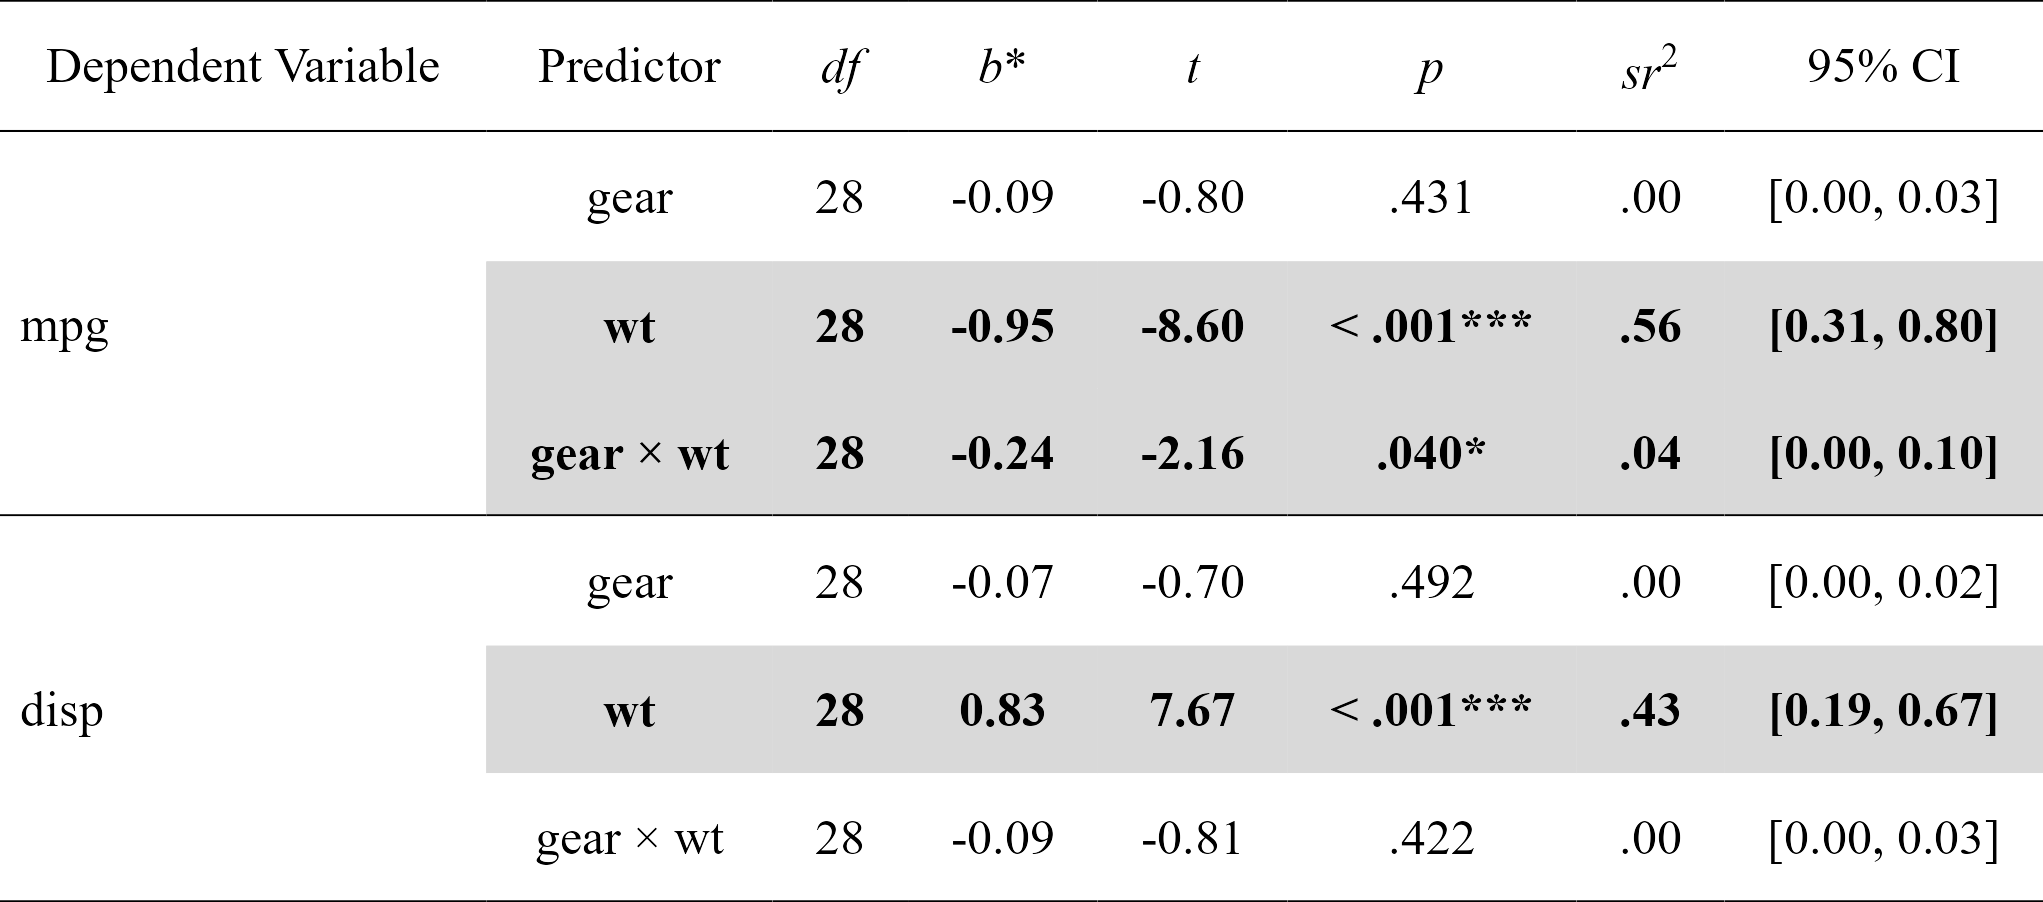 Dependent Variable Predictor df b* t p sr² 95% CI
gear 28 -0.09 -0.80 .431 .00 [0.00, 0.03]
mpg wt 28 -0.95 -8.60 < .001*** .56 [0.31, 0.80]
gear × wt 28 -0.24 -2.16 .040* .04 [0.00, 0.10]
gear 28 -0.07 -0.70 .492 .00 [0.00, 0.02]
disp wt 28 0.83 7.67 < .001*** .43 [0.19, 0.67]
gear × wt 28 -0.09 -0.81 .422 .00 [0.00, 0.03]